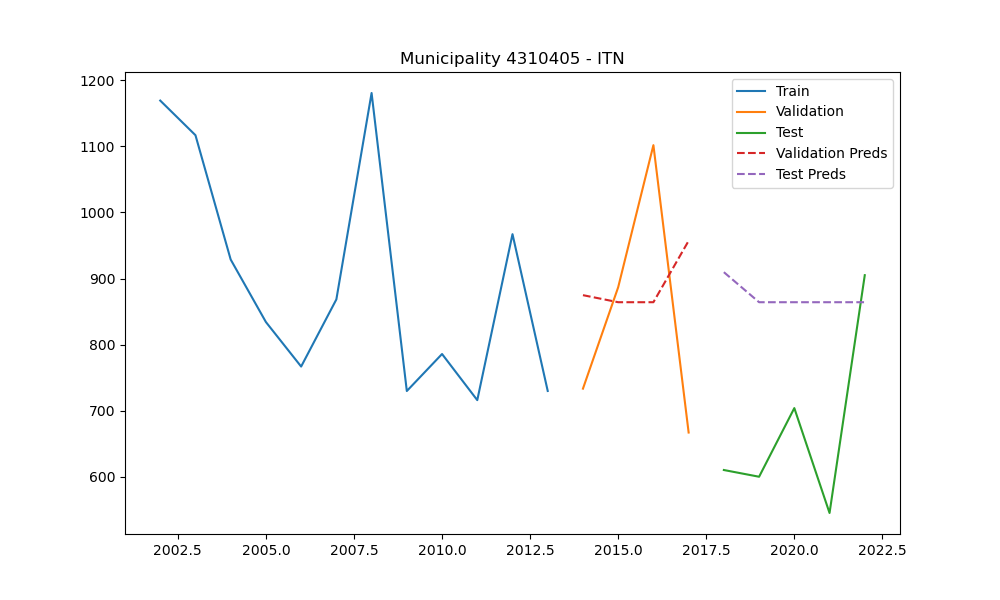 Municipality 4310405 - ITN
1200
1100
1000
900
800
700
600
2002.5
2005.0
2007.5
2010.0
2012.5
2015.0
2017.5
2020.0
2022.5
Train
Validation
Test
Validation Preds
Test Preds